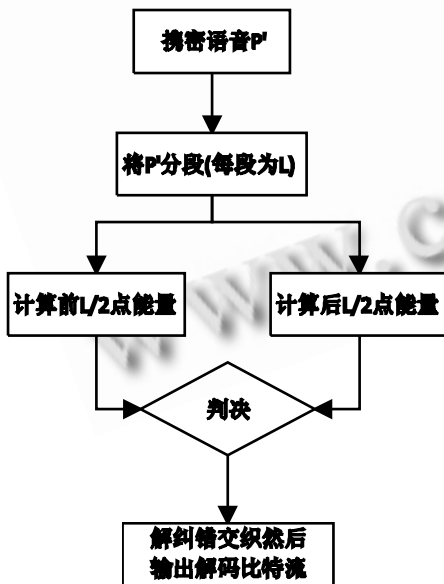 携密语音P'
将P'分段(每段为L)
计算前L/2点能量
计算后L/2点能量
判决
解纠错交织然后
输出解码比特流
www.c